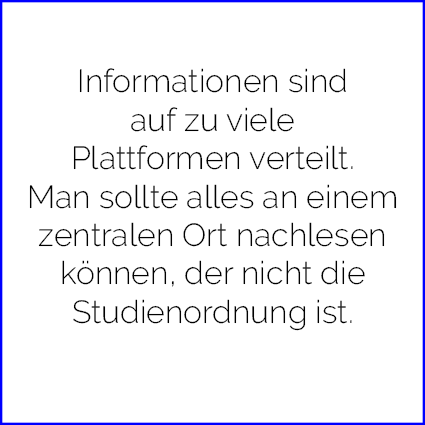 Informationen sind
auf zu viele
Plattformen verteilt.
Man sollte alles an einem
zentralen Ort nachlesen
können, der nicht die
Studienordnung ist.